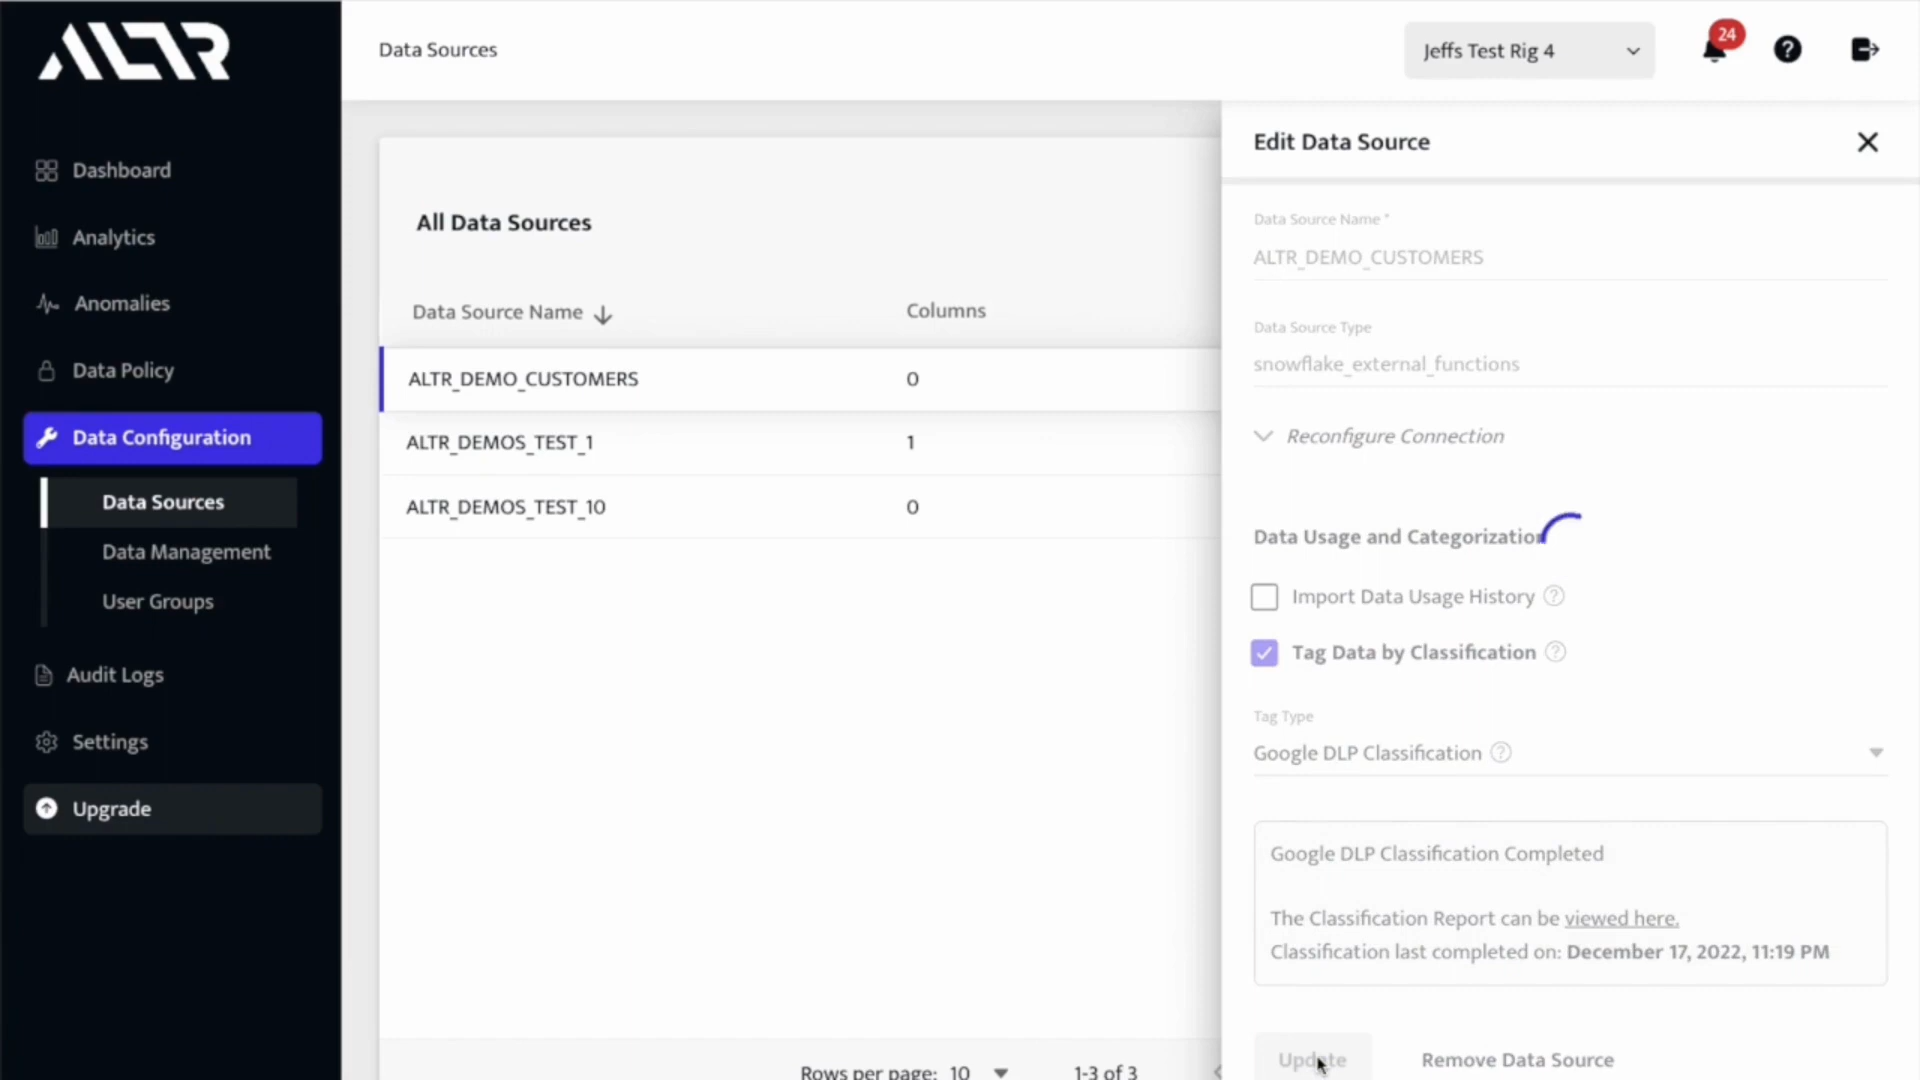 ALTR
Data Sources
Jeffs Test Rig 4
24
Dashboard
Analytics
Anomalies
Data Policy
Data Configuration
Data Sources
Data Management
User Groups
Audit Logs
Settings
Upgrade
All Data Sources
Data Source Name
Columns
ALTR_DEMO_CUSTOMERS
0
ALTR_DEMOS_TEST_1
1
ALTR_DEMOS_TEST_10
0
Rows per page: 10
1-3 of 3
Edit Data Source
Data Source Name *
ALTR_DEMO_CUSTOMERS
Data Source Type
snowflake_external_functions
Reconfigure Connection
Data Usage and Categorization
Import Data Usage History ?
Tag Data by Classification ?
Tag Type
Google DLP Classification ?
Google DLP Classification Completed
The Classification Report can be viewed here.
Classification last completed on: December 17, 2022, 11:19 PM
Update
Remove Data Source